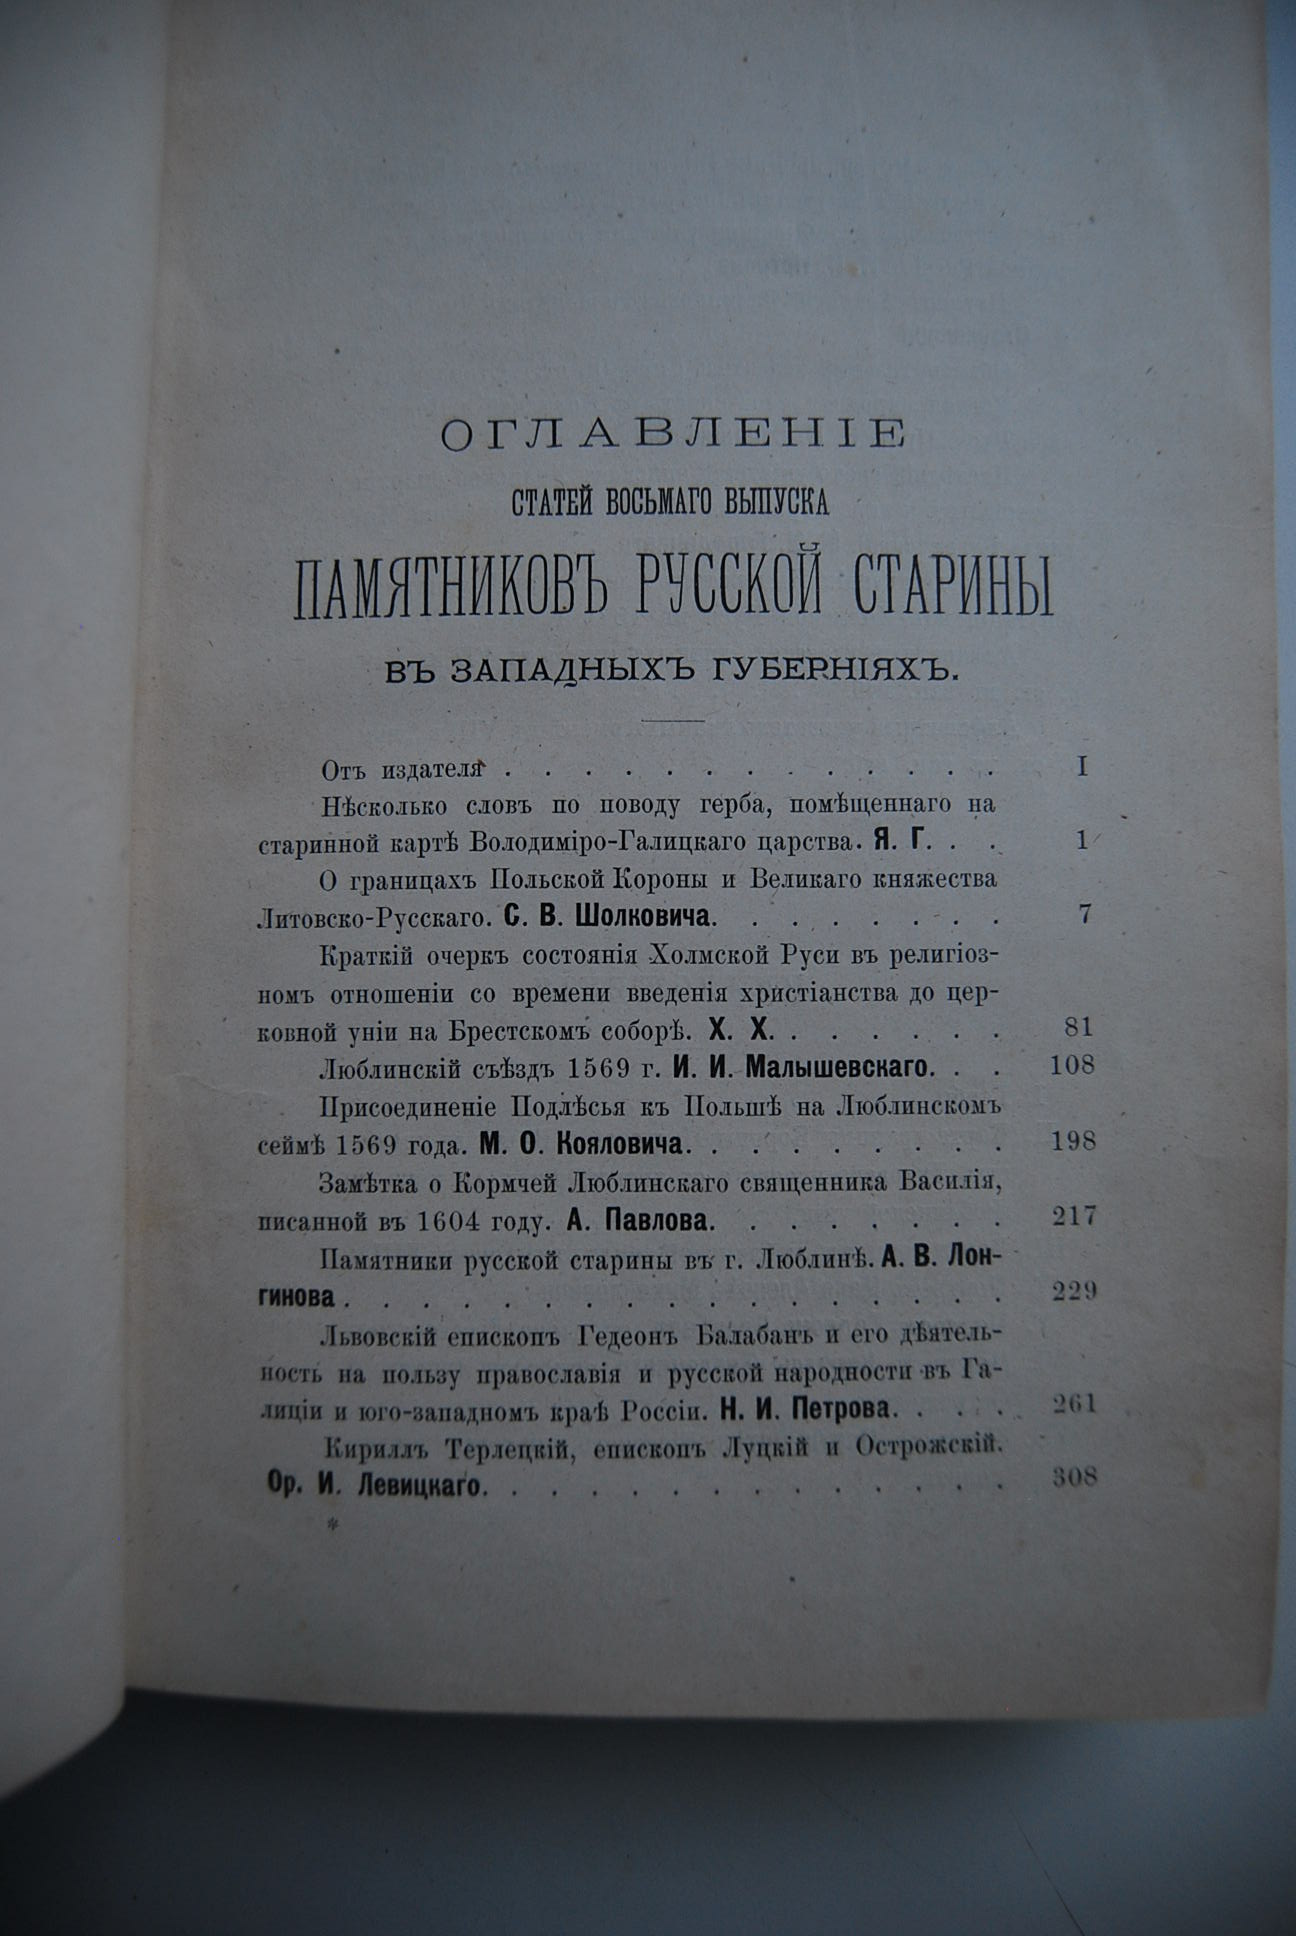 ОГЛАВЛЕНІЕ
СТАТЕЙ ВОСЬМАГО ВЫПУСКА
ПАМЯТНИКОВЪ РУССКОЙ СТАРИНЫ
ВЪ ЗАПАДНЫХЪ ГУБЕРНІЯХЪ.
Отъ издателя . . . . . . . . . . . . . I
Нѣсколько словъ по поводу герба, помѣщеннаго на
старинной картѣ Володиміро-Галицкаго царства. Я. Г. . . 1
О границахъ Польской Короны и Великаго княжества
Литовско-Русскаго. С. В. Шолковича. . . . . . . . 7
Краткій очеркъ состоянія Холмской Руси въ религіоз-
номъ отношеніи со времени введенія христіанства до цер-
ковной уніи на Брестскомъ соборѣ. Х. Х. . . . . . . 81
Люблинскій съѣздъ 1569 г. И. И. Малышевскаго. . . 108
Присоединеніе Подлѣсья къ Польшѣ на Люблинскомъ
сеймѣ 1569 года. М. О. Кояловича. . . . . . . . . 198
Замѣтка о Кормчей Люблинскаго священника Василія,
писанной въ 1604 году. А. Павлова. . . . . . . . 217
Памятники русской старины въ г. Люблинѣ. А. В. Лон-
гинова . . . . . . . . . . . . . . . . . 229
Львовскій епископъ Гедеонъ Балабанъ и его дѣятель-
ность на пользу православія и русской народности въ Га-
лиціи и юго-западномъ краѣ Россіи. Н. И. Петрова. . . . 261
Кириллъ Терлецкій, епископъ Луцкій и Острожскій.
Ор. И. Левицкаго. . . . . . . . . . . . . . 308
*